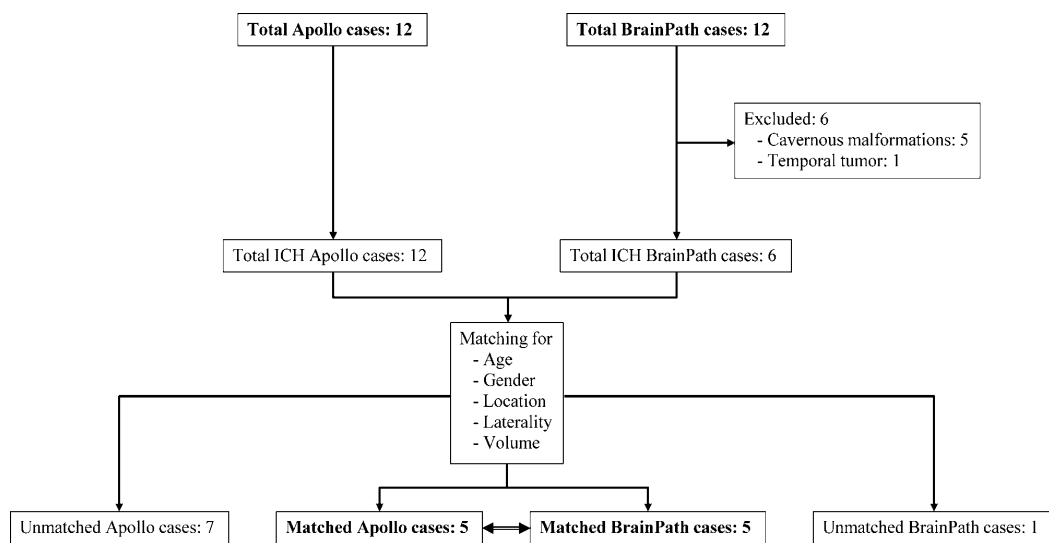 Total Apollo cases: 12
Total BrainPath cases: 12
Excluded: 6
- Cavernous malformations: 5
- Temporal tumor: 1
Total ICH Apollo cases: 12
Total ICH BrainPath cases: 6
Matching for
- Age
- Gender
- Location
- Laterality
- Volume
Unmatched Apollo cases: 7
Matched Apollo cases: 5
Matched BrainPath cases: 5
Unmatched BrainPath cases: 1